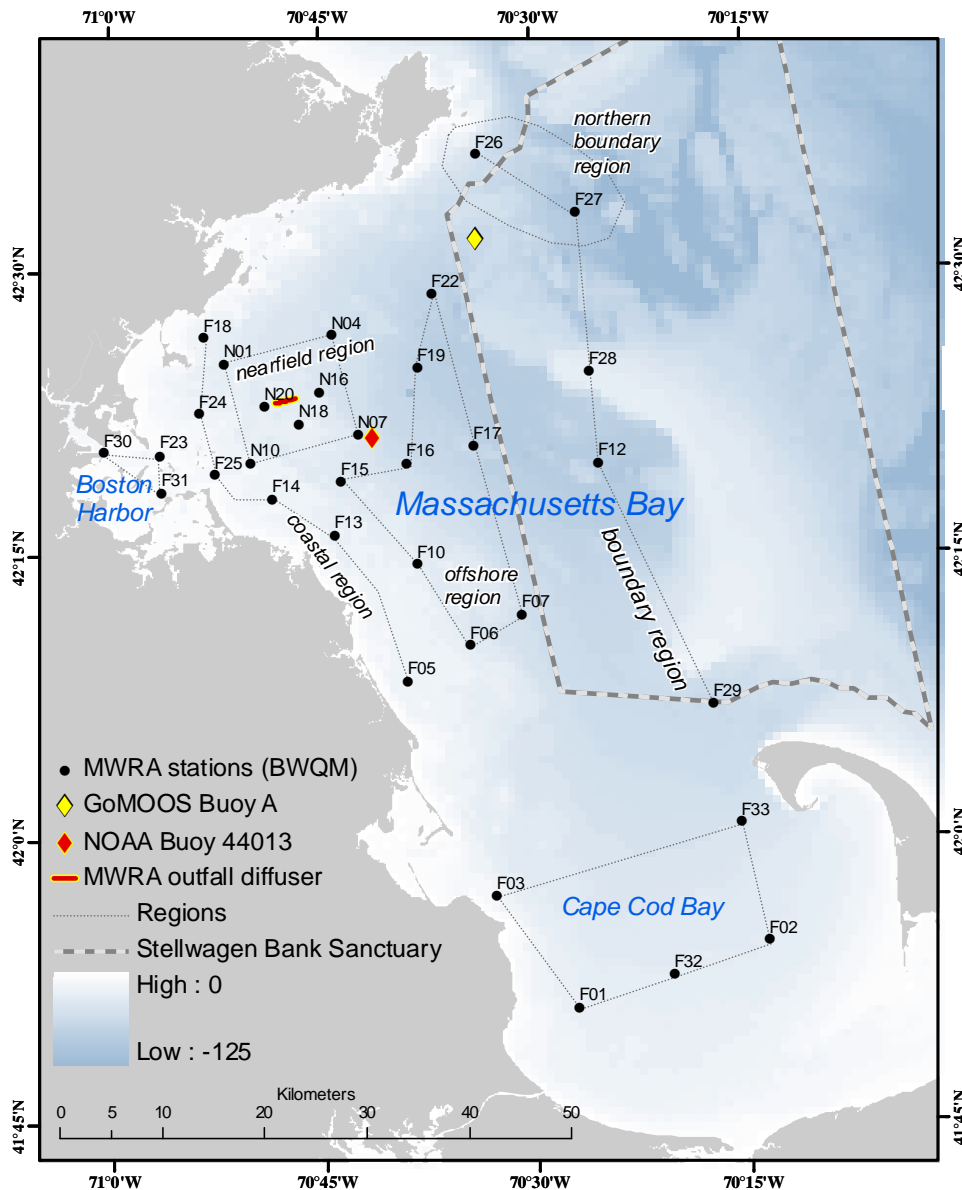 71°0'W
70°45'W
70°30'W
70°15'W
northern
boundary
region
F26
F27
42°30'N
42°30'N
F22
F18
N04
N01
nearfield region
F19
F28
N16
N20
F24
N18
N07
F17
F30
F23
N10
F16
F12
F25
F15
Boston
Harbor
F31
F14
Massachusetts Bay
F13
coastal region
42°15'N
42°15'N
F10
offshore
region
boundary region
F07
F06
F05
F29
MWRA stations (BWQM)
GoMOOS Buoy A
NOAA Buoy 44013
MWRA outfall diffuser
Regions
Stellwagen Bank Sanctuary
High : 0
Low : -125
F33
42°0'N
42°0'N
F03
Cape Cod Bay
F02
F32
F01
Kilometers
0 5 10 20 30 40 50
41°45'N
41°45'N
71°0'W
70°45'W
70°30'W
70°15'W